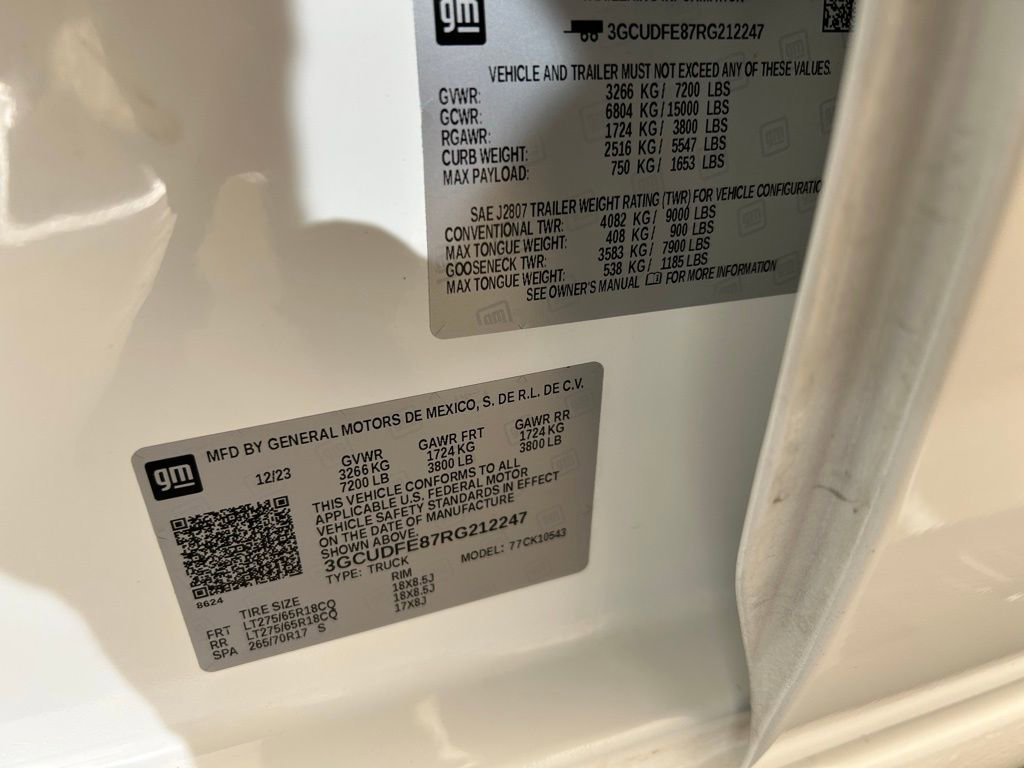 gm
3GCUDFE87RG212247
VEHICLE AND TRAILER MUST NOT EXCEED ANY OF THESE VALUES.
GVWR: 3266 KG/ 7200 LBS
GCWR: 6804 KG/ 15000 LBS
RGAWR: 1724 KG/ 3800 LBS
CURB WEIGHT: 2516 KG/ 5547 LBS
MAX PAYLOAD: 750 KG/ 1653 LBS
SAE J2807 TRAILER WEIGHT RATING (TWR) FOR VEHICLE CONFIGURATIO
CONVENTIONAL TWR: 4082 KG/ 9000 LBS
MAX TONGUE WEIGHT: 408 KG/ 900 LBS
GOOSENECK TWR: 3583 KG/ 7900 LBS
MAX TONGUE WEIGHT: 538 KG/ 1185 LBS
SEE OWNER'S MANUAL FOR MORE INFORMATION
gm
MFD BY GENERAL MOTORS DE MEXICO, S. DE R.L. DE C.V.
12/23 GVWR GAWR FRT GAWR RR
3266 KG 1724 KG 1724 KG
7200 LB 3800 LB 3800 LB
THIS VEHICLE CONFORMS TO ALL
APPLICABLE U.S. FEDERAL MOTOR
VEHICLE SAFETY STANDARDS IN EFFECT
ON THE DATE OF MANUFACTURE
SHOWN ABOVE.
3GCUDFE87RG212247
TYPE: TRUCK MODEL: 77CK10543
8624
TIRE SIZE RIM
FRT LT275/65R18CQ 18X8.5J
RR LT275/65R18CQ 18X8.5J
SPA 265/70R17 S 17X8J